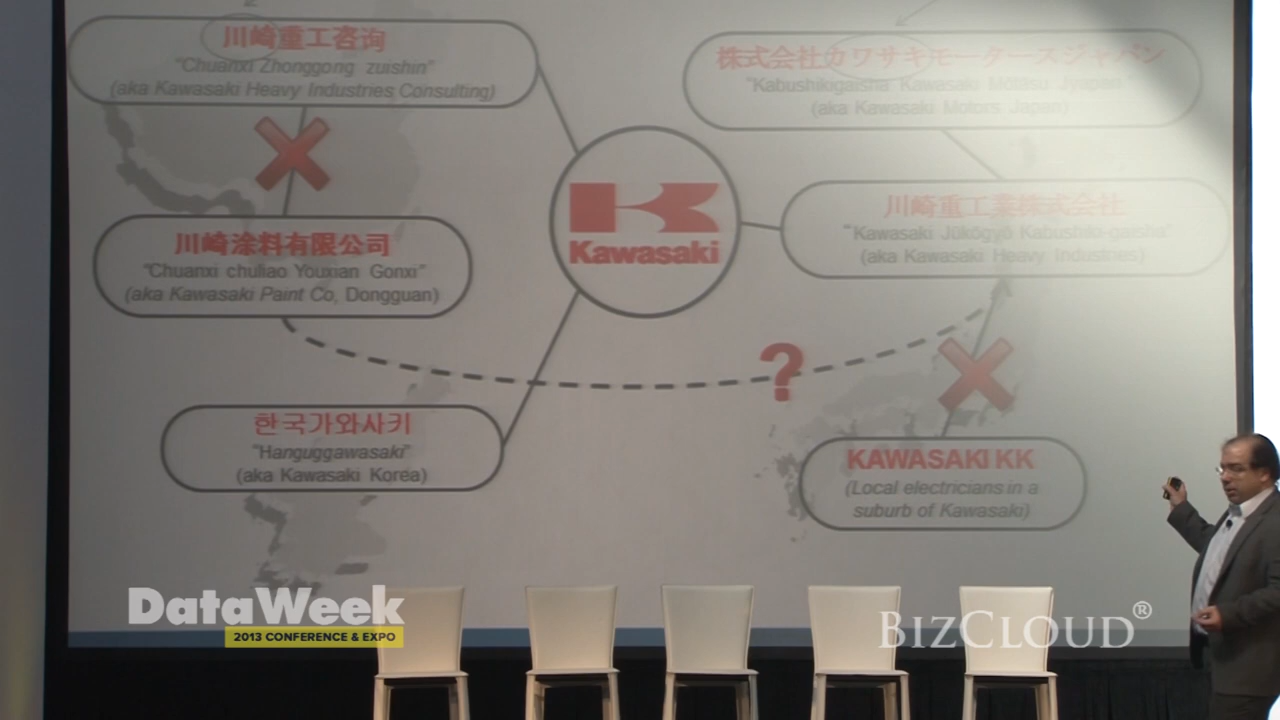 川崎重工咨询
"Chuanxi Zhonggong zuishin"
(aka Kawasaki Heavy Industries Consulting)
株式会社カワサキモータースジャパン
"Kabushikigaisha Kawasaki Mōtāsu Jyapan"
(aka Kawasaki Motors Japan)
Kawasaki
川崎重工業株式会社
"Kawasaki Jūkōgyō Kabushiki-gaisha"
(aka Kawasaki Heavy Industries)
川崎涂料有限公司
"Chuanxi chuliao Youxian Gonxi"
(aka Kawasaki Paint Co, Dongguan)
?
한국가와사키
"Hanguggawasaki"
(aka Kawasaki Korea)
KAWASAKI KK
(Local electricians in a
suburb of Kawasaki)
DataWeek
2013 CONFERENCE & EXPO
BIZCLOUD®